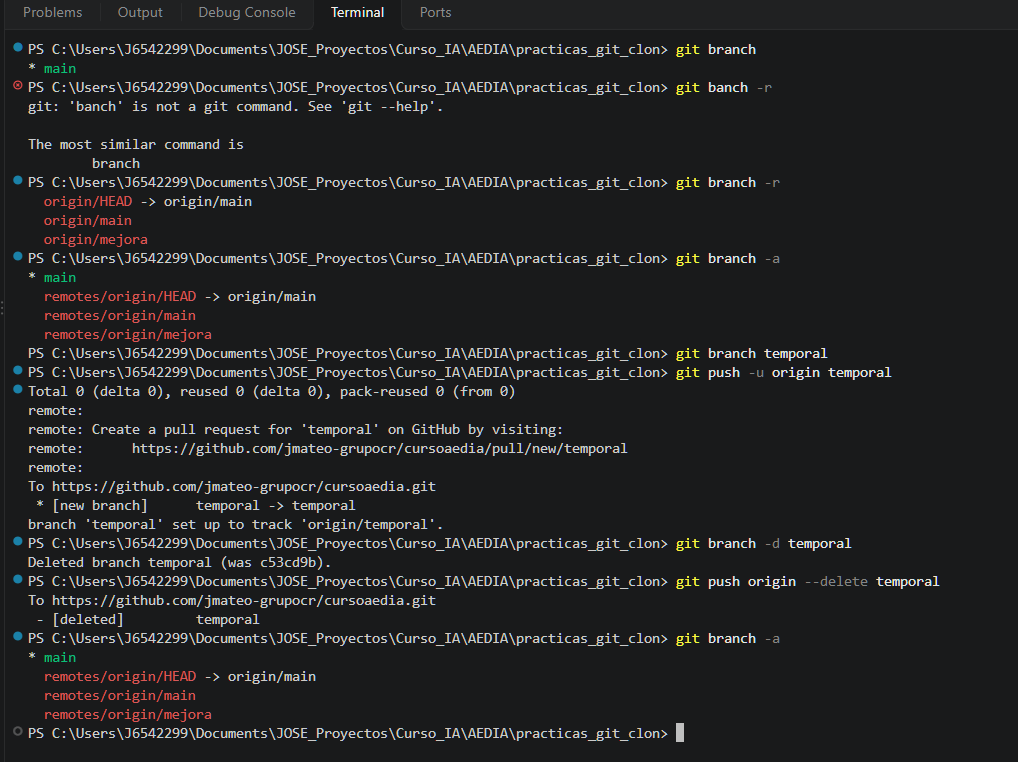 Problems Output Debug Console Terminal Ports
PS C:\Users\J6542299\Documents\JOSE_Proyectos\Curso_IA\AEDIA\practicas_git_clon> git branch
* main
PS C:\Users\J6542299\Documents\JOSE_Proyectos\Curso_IA\AEDIA\practicas_git_clon> git banch -r
git: 'banch' is not a git command. See 'git --help'.
The most similar command is
branch
PS C:\Users\J6542299\Documents\JOSE_Proyectos\Curso_IA\AEDIA\practicas_git_clon> git branch -r
origin/HEAD -> origin/main
origin/main
origin/mejora
PS C:\Users\J6542299\Documents\JOSE_Proyectos\Curso_IA\AEDIA\practicas_git_clon> git branch -a
* main
remotes/origin/HEAD -> origin/main
remotes/origin/main
remotes/origin/mejora
PS C:\Users\J6542299\Documents\JOSE_Proyectos\Curso_IA\AEDIA\practicas_git_clon> git branch temporal
PS C:\Users\J6542299\Documents\JOSE_Proyectos\Curso_IA\AEDIA\practicas_git_clon> git push -u origin temporal
Total 0 (delta 0), reused 0 (delta 0), pack-reused 0 (from 0)
remote:
remote: Create a pull request for 'temporal' on GitHub by visiting:
remote:      https://github.com/jmateo-grupocr/cursoaedia/pull/new/temporal
remote:
To https://github.com/jmateo-grupocr/cursoaedia.git
* [new branch]      temporal -> temporal
branch 'temporal' set up to track 'origin/temporal'.
PS C:\Users\J6542299\Documents\JOSE_Proyectos\Curso_IA\AEDIA\practicas_git_clon> git branch -d temporal
Deleted branch temporal (was c53cd9b).
PS C:\Users\J6542299\Documents\JOSE_Proyectos\Curso_IA\AEDIA\practicas_git_clon> git push origin --delete temporal
To https://github.com/jmateo-grupocr/cursoaedia.git
- [deleted]         temporal
PS C:\Users\J6542299\Documents\JOSE_Proyectos\Curso_IA\AEDIA\practicas_git_clon> git branch -a
* main
remotes/origin/HEAD -> origin/main
remotes/origin/main
remotes/origin/mejora
PS C:\Users\J6542299\Documents\JOSE_Proyectos\Curso_IA\AEDIA\practicas_git_clon>